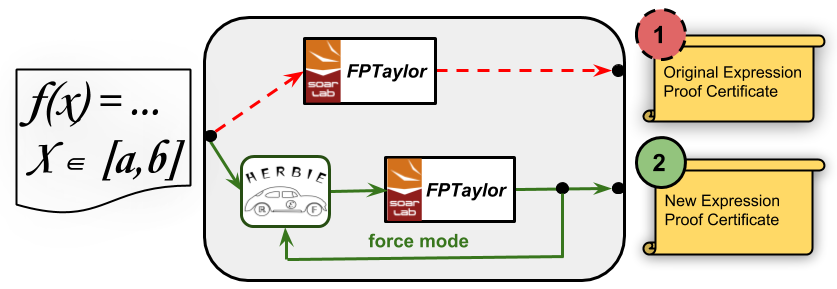 f(x) = ...
X ∈ [a,b]
SOAR
LAB
FPTaylor
HERBIE
R
F
SOAR
LAB
FPTaylor
force mode
1
Original Expression
Proof Certificate
2
New Expression
Proof Certificate